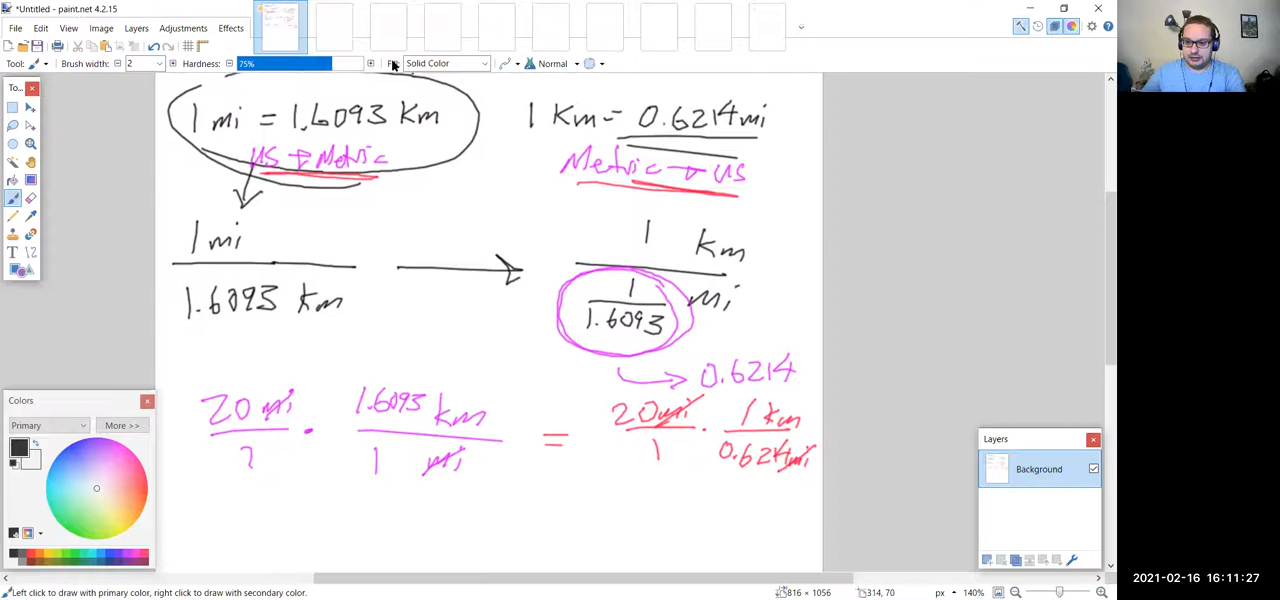 *Untitled - paint.net 4.2.15
File Edit View Image Layers Adjustments Effects
Tool: Brush width: 2 Hardness: 75% Fill: Solid Color Normal
To...
1 mi = 1.6093 Km
US → Metric
1 Km = 0.6214 mi
Metric → US
1 mi
1.6093 km
1 Km
1
1.6093 mi
0.6214
20 mi · 1.6093 km = 20 mi · 1 km
1 mi 1 0.6214 mi
Colors
Primary More >>
Layers
Background
Left click to draw with primary color, right click to draw with secondary color.
816 × 1056
314, 70
px
140%
2021-02-16 16:11:27